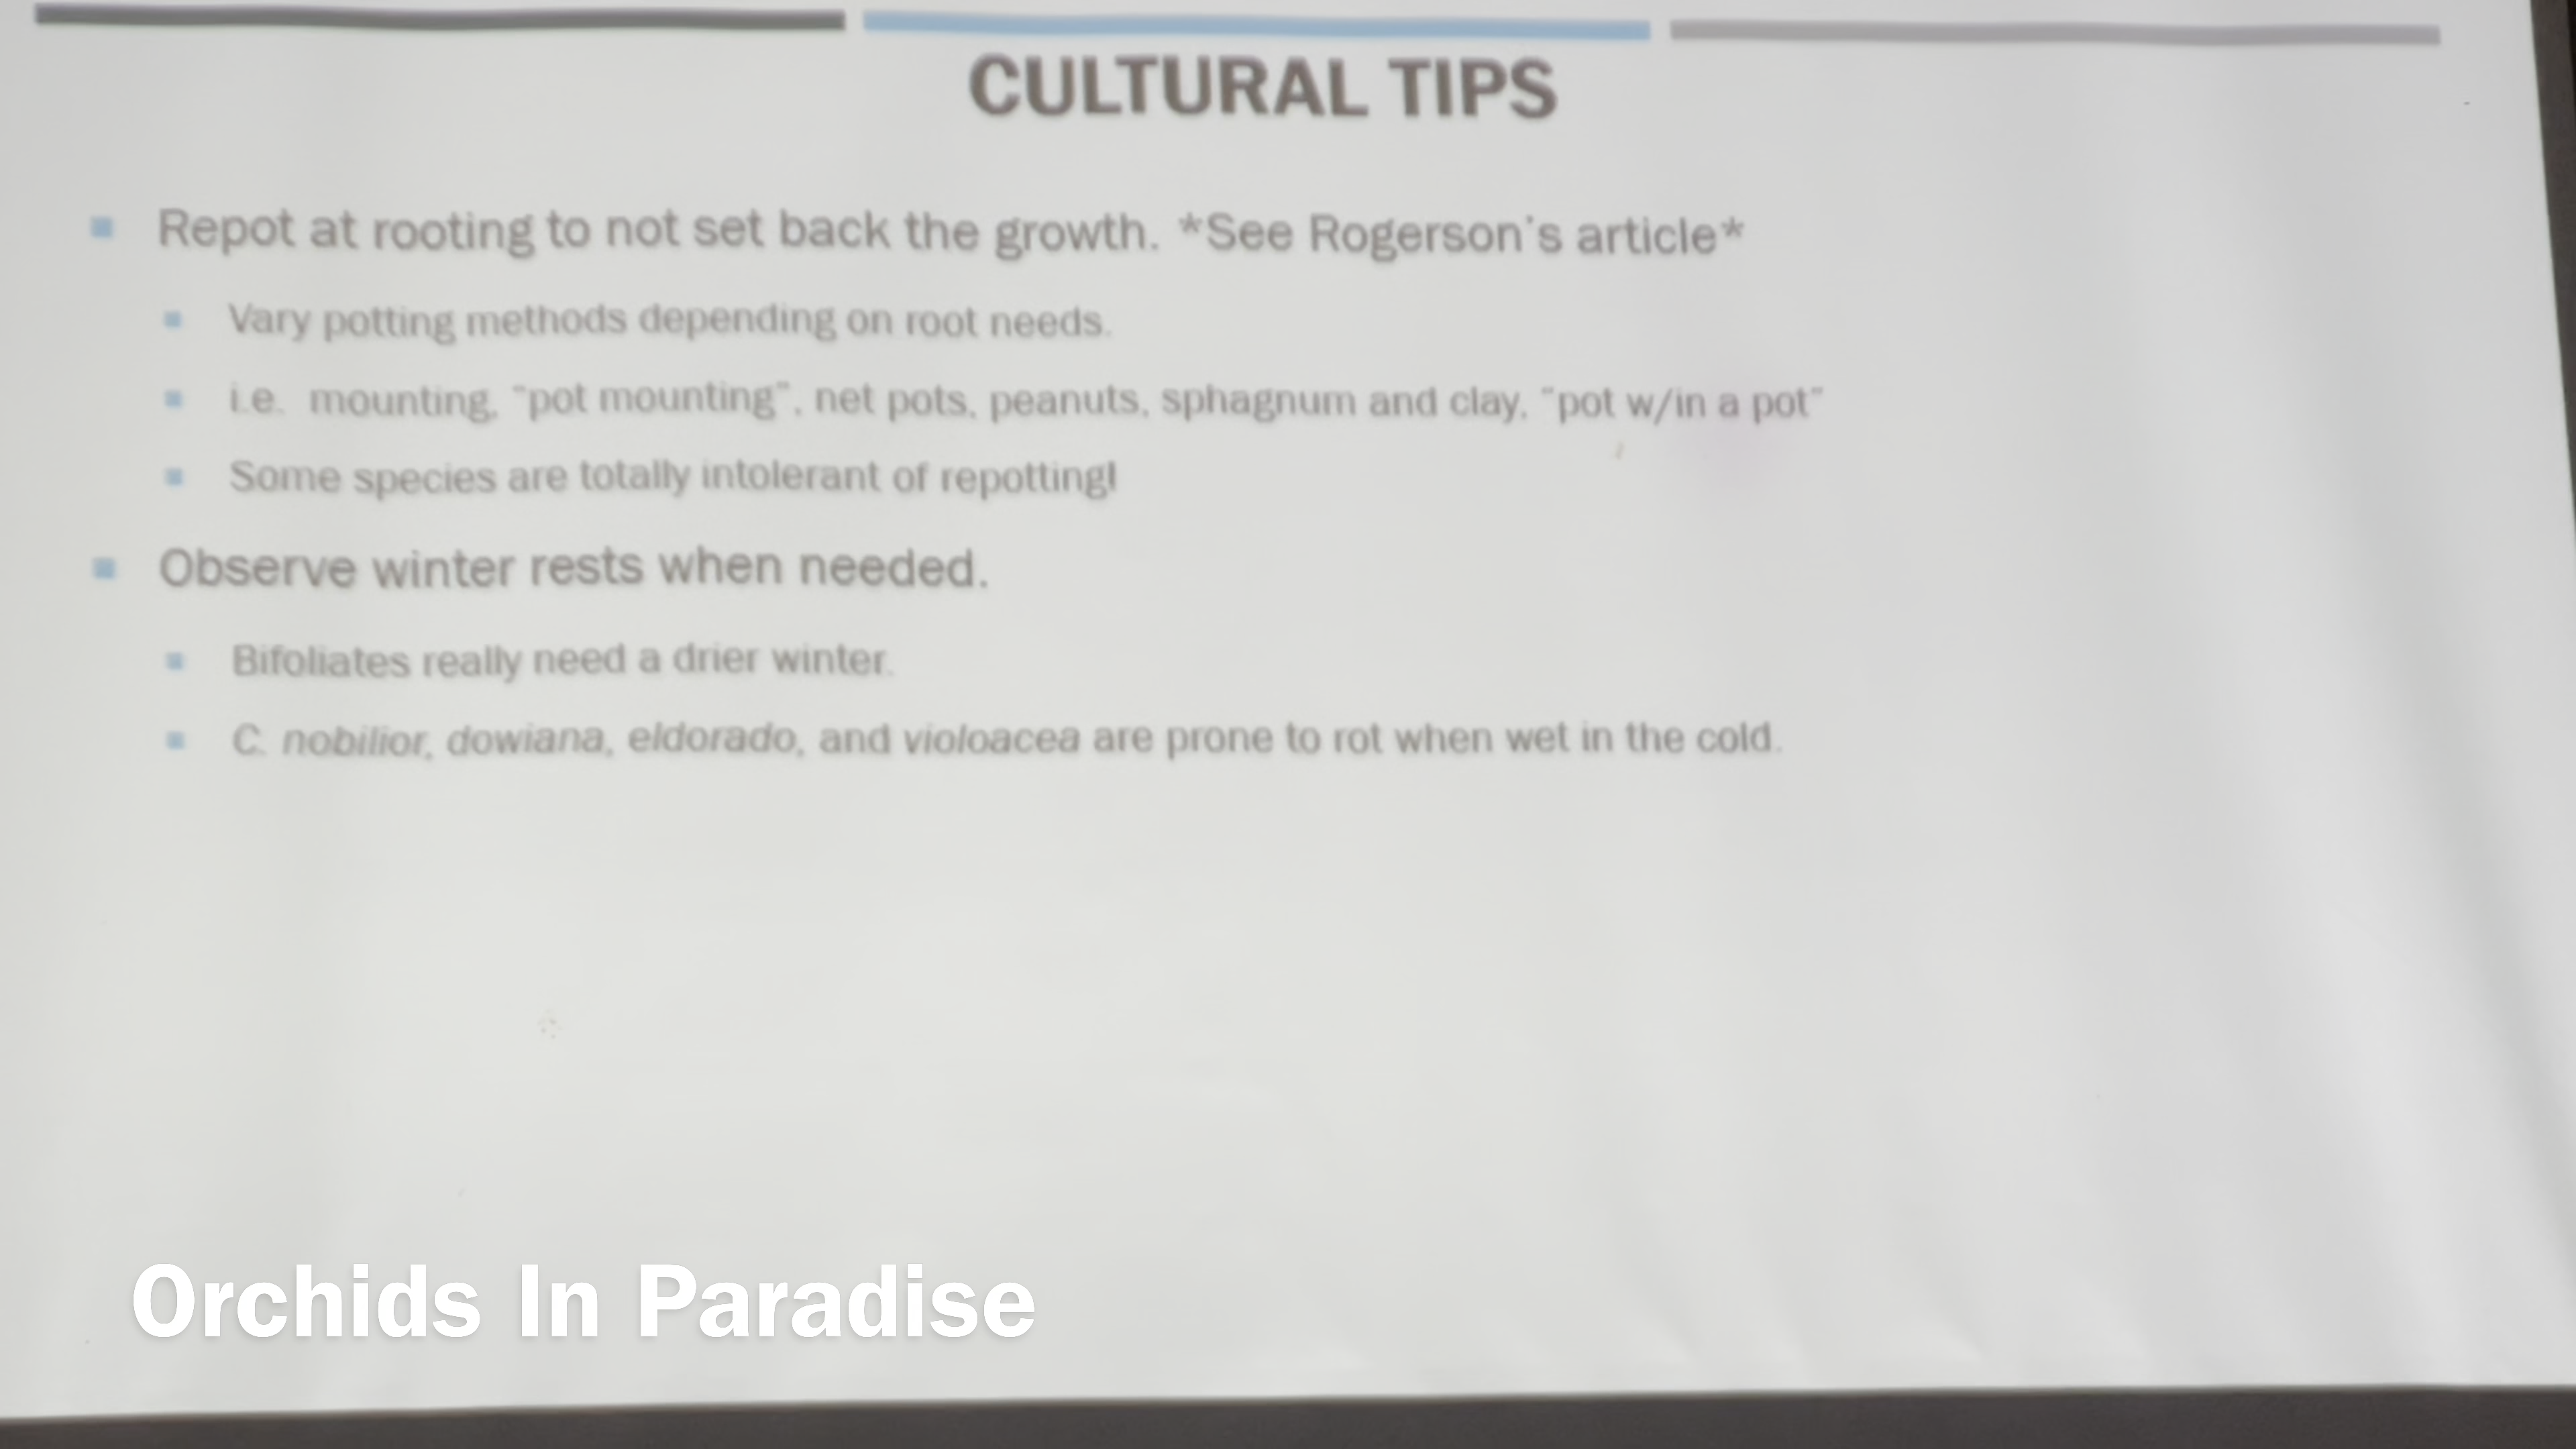 CULTURAL TIPS
Repot at rooting to not set back the growth. *See Rogerson's article*
Vary potting methods depending on root needs.
i.e. mounting, "pot mounting", net pots, peanuts, sphagnum and clay, "pot w/in a pot"
Some species are totally intolerant of repotting!
Observe winter rests when needed.
Bifoliates really need a drier winter.
C. nobilior, dowiana, eldorado, and violoacea are prone to rot when wet in the cold.
Orchids In Paradise